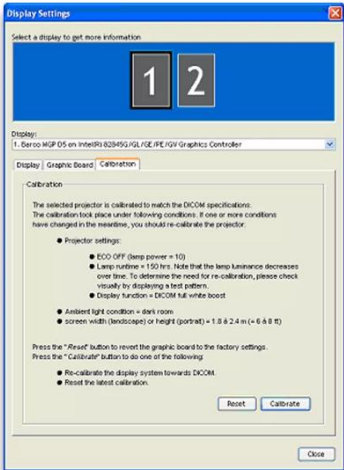 Display Settings
Select a display to get more information
1 2
Display:
1. Barco MGP D5 on Intel(R) 82845G/GL/GE/PE/GV Graphics Controller
Display Graphic Board Calibration
Calibration
The selected projector is calibrated to match the DICOM specifications.
The calibration took place under following conditions. If one or more conditions
have changed in the meantime, you should re-calibrate the projector:
● Projector settings:
● ECO OFF (lamp power = 10)
● Lamp runtime = 150 hrs. Note that the lamp luminance decreases
over time. To determine the need for re-calibration, please check
visually by displaying a test pattern.
● Display function = DICOM full white boost
● Ambient light condition = dark room
● screen width (landscape) or height (portrait) = 1.8 à 2.4 m (= 6 à 8 ft)
Press the "Reset" button to revert the graphic board to the factory settings.
Press the "Calibrate" button to do one of the following:
● Re-calibrate the display system towards DICOM.
● Reset the latest calibration.
Reset Calibrate
Close